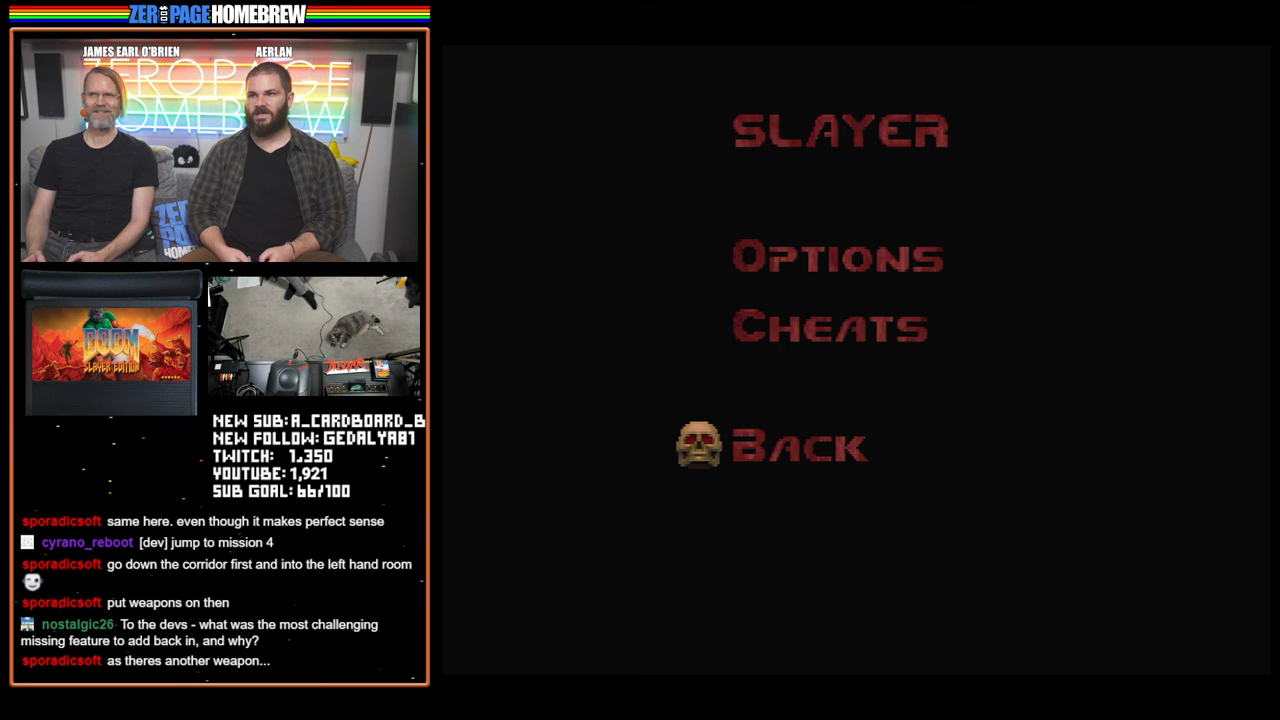 ZEROPAGE HOMEBREW
JAMES EARL O'BRIEN
AERLAN
ZEROPAGE
HOMEBREW
DOOM
SLAYER EDITION
NEW SUB: A_CARDBOARD_B
NEW FOLLOW: GEDALYA81
TWITCH: 1,350
YOUTUBE: 1,921
SUB GOAL: 66/100
sporadicsoft same here. even though it makes perfect sense
cyrano_reboot [dev] jump to mission 4
sporadicsoft go down the corridor first and into the left hand room
sporadicsoft put weapons on then
nostalgic26 To the devs - what was the most challenging
missing feature to add back in, and why?
sporadicsoft as theres another weapon...
SLAYER
OPTIONS
CHEATS
BACK